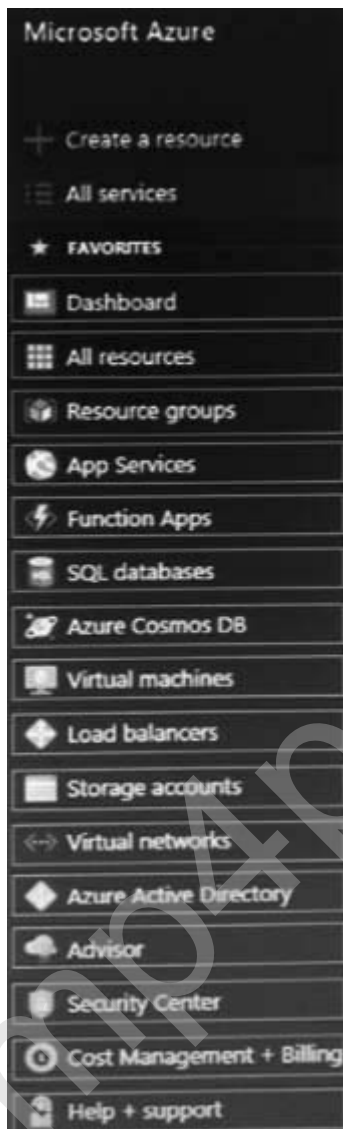 Microsoft Azure
Create a resource
All services
FAVORITES
Dashboard
All resources
Resource groups
App Services
Function Apps
SQL databases
Azure Cosmos DB
Virtual machines
Load balancers
Storage accounts
Virtual networks
Azure Active Directory
Advisor
Security Center
Cost Management + Billing
Help + support